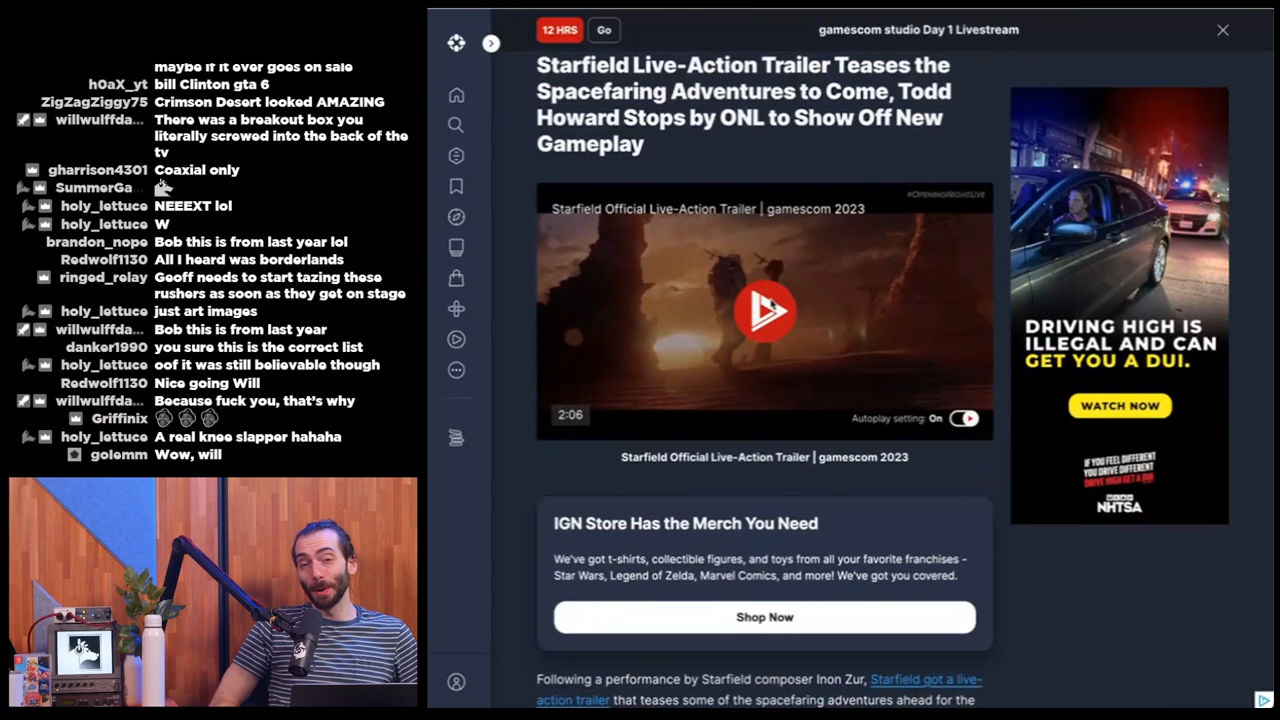 maybe if it ever goes on sale
h0aX_yt bill Clinton gta 6
ZigZagZiggy75 Crimson Desert looked AMAZING
willwulffda... There was a breakout box you
literally screwed into the back of the
tv
gharrison4301 Coaxial only
SummerGa...
holy_lettuce NEEEXT lol
holy_lettuce W
brandon_nope Bob this is from last year lol
Redwolf1130 All I heard was borderlands
ringed_relay Geoff needs to start tazing these
rushers as soon as they get on stage
holy_lettuce just art images
willwulffda... Bob this is from last year
danker1990 you sure this is the correct list
holy_lettuce oof it was still believable though
Redwolf1130 Nice going Will
willwulffda... Because fuck you, that's why
Griffinix
holy_lettuce A real knee slapper hahaha
golemm Wow, will
12 HRS
Go
gamescom studio Day 1 Livestream
Starfield Live-Action Trailer Teases the
Spacefaring Adventures to Come, Todd
Howard Stops by ONL to Show Off New
Gameplay
#OPENINGNIGHTLIVE
Starfield Official Live-Action Trailer | gamescom 2023
2:06
Autoplay setting: On
Starfield Official Live-Action Trailer | gamescom 2023
IGN Store Has the Merch You Need
We've got t-shirts, collectible figures, and toys from all your favorite franchises -
Star Wars, Legend of Zelda, Marvel Comics, and more! We've got you covered.
Shop Now
Following a performance by Starfield composer Inon Zur, Starfield got a live-
action trailer that teases some of the spacefaring adventures ahead for the
DRIVING HIGH IS
ILLEGAL AND CAN
GET YOU A DUI.
WATCH NOW
IF YOU FEEL DIFFERENT
YOU DRIVE DIFFERENT
DRIVE HIGH GET A DUI
NHTSA